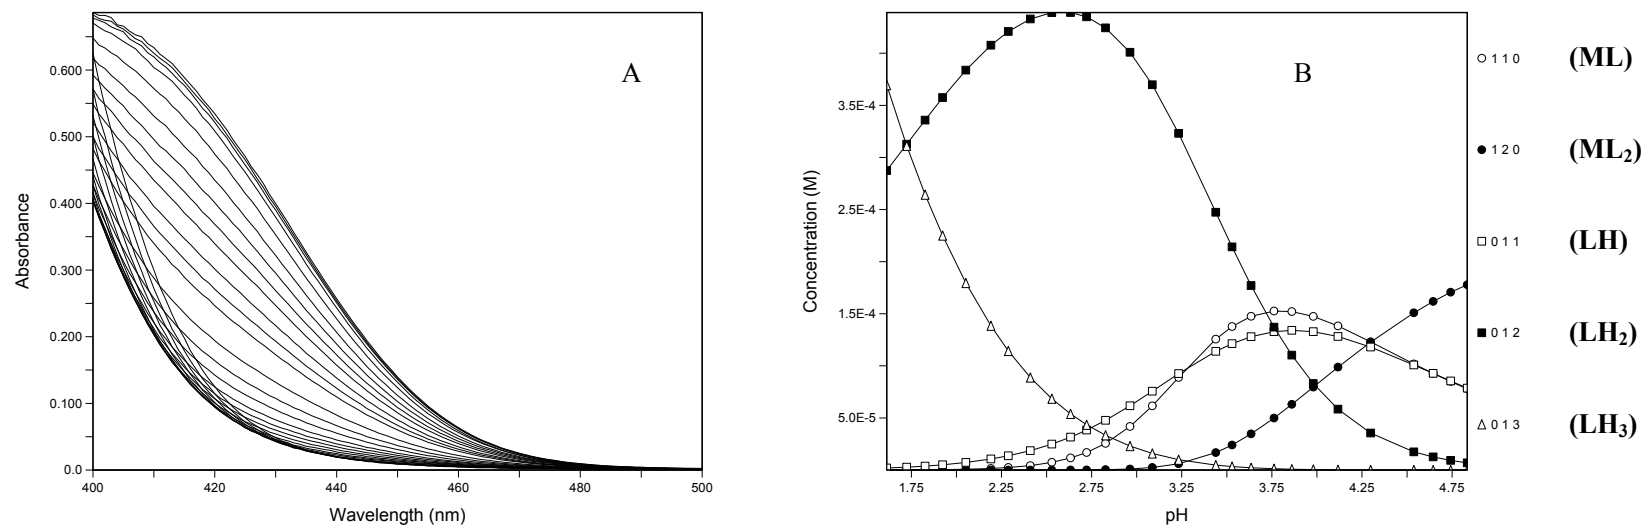 A
0.600
0.500
0.400
0.300
0.200
0.100
0.0
400
420
440
460
480
500
Absorbance
Wavelength (nm)
B
3.5E-4
2.5E-4
1.5E-4
5.0E-5
1.75
2.25
2.75
3.25
3.75
4.25
4.75
Concentration (M)
pH
1 1 0 (ML)
1 2 0 (ML₂)
0 1 1 (LH)
0 1 2 (LH₂)
0 1 3 (LH₃)